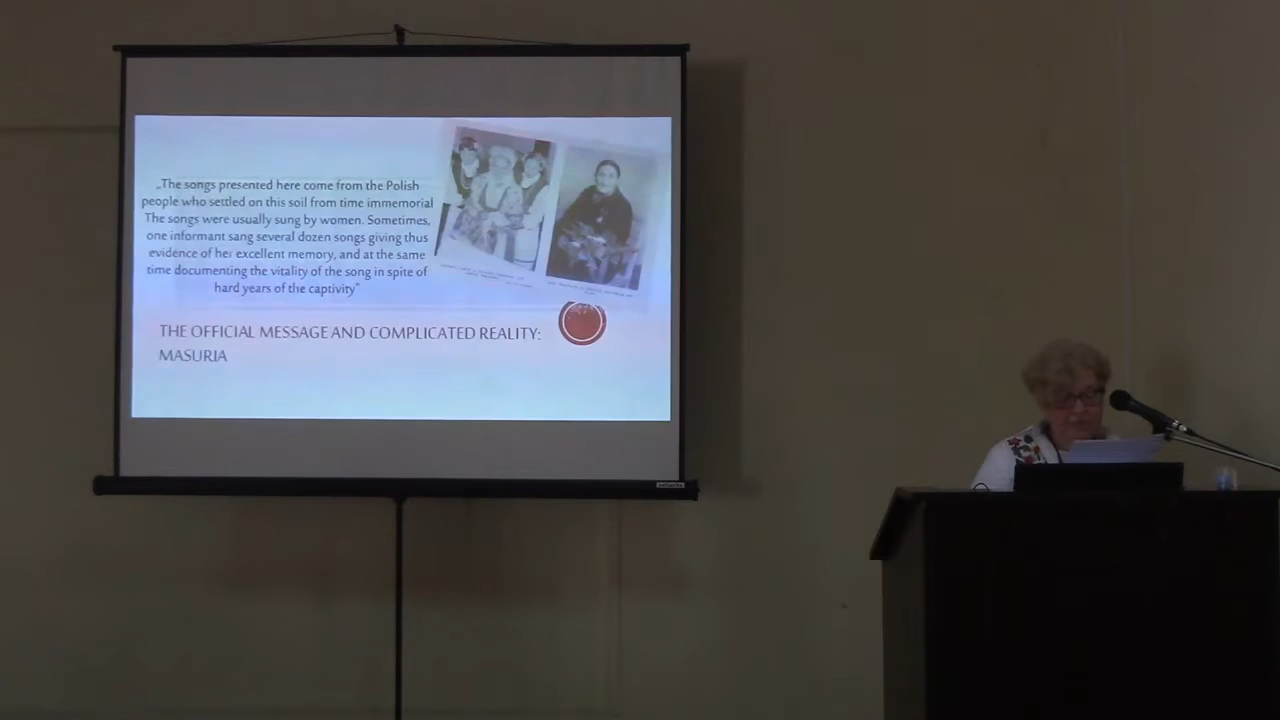 „The songs presented here come from the Polish
people who settled on this soil from time immemorial
The songs were usually sung by women. Sometimes,
one informant sang several dozen songs giving thus
evidence of her excellent memory, and at the same
time documenting the vitality of the song in spite of
hard years of the captivity"
THE OFFICIAL MESSAGE AND COMPLICATED REALITY:
MASURIA